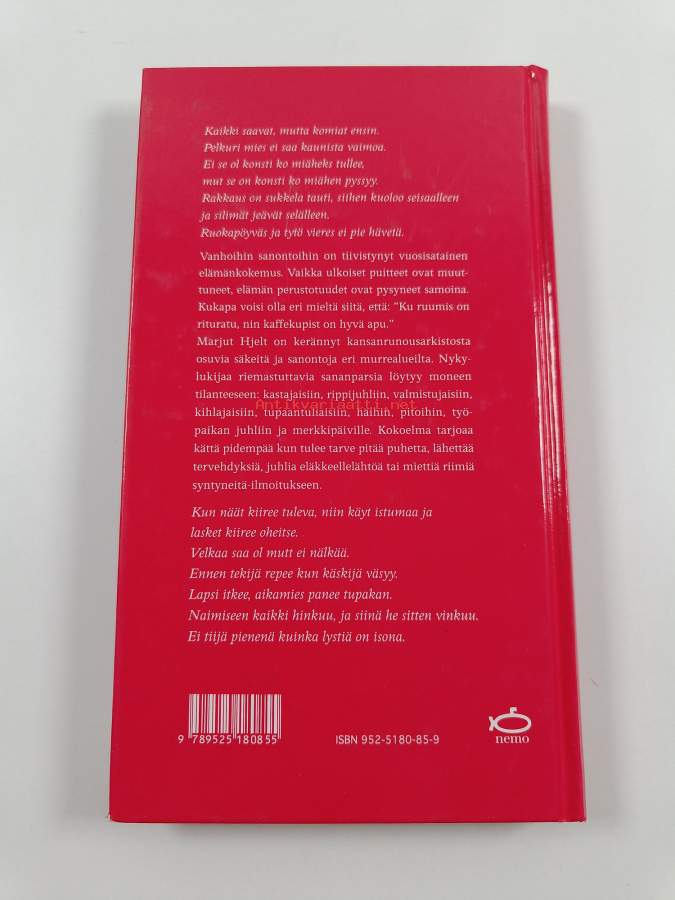 Kaikki saavat, mutta komiat ensin.
Pelkuri mies ei saa kaunista vaimoa.
Ei se ol konsti ko miäheks tullee,
mut se on konsti ko miähen pyssyy.
Rakkaus on sukkela tauti, siihen kuoloo seisaalleen
ja silimät jeävät selälleen.
Ruokapöyväs ja tytö vieres ei pie hävetä.
Vanhoihin sanontoihin on tiivistynyt vuosisatainen
elämänkokemus. Vaikka ulkoiset puitteet ovat muut-
tuneet, elämän perustotuudet ovat pysyneet samoina.
Kukapa voisi olla eri mieltä siitä, että: "Ku ruumis on
rituratu, nin kaffekupist on hyvä apu."
Marjut Hjelt on kerännyt kansanrunousarkistosta
osuvia säkeitä ja sanontoja eri murrealueilta. Nyky-
lukijaa riemastuttavia sananparsia löytyy moneen
tilanteeseen: kastajaisiin, rippijuhliin, valmistujaisiin,
kihlajaisiin, tupaantuliaisiin, häihin, pitoihin, työ-
Antikvariaatti.net
paikan juhliin ja merkkipäiville. Kokoelma tarjoaa
kättä pidempää kun tulee tarve pitää puhetta, lähettää
tervehdyksiä, juhlia eläkkeellelähtöä tai miettiä riimiä
syntyneitä-ilmoitukseen.
Kun näät kiiree tuleva, niin käyt istumaa ja
lasket kiiree oheitse.
Velkaa saa ol mutt ei nälkää.
Ennen tekijä repee kun käskijä väsyy.
Lapsi itkee, aikamies panee tupakan.
Naimiseen kaikki hinkuu, ja siinä he sitten vinkuu.
Ei tiijä pienenä kuinka lystiä on isona.
9 789525 180855
ISBN 952-5180-85-9
nemo